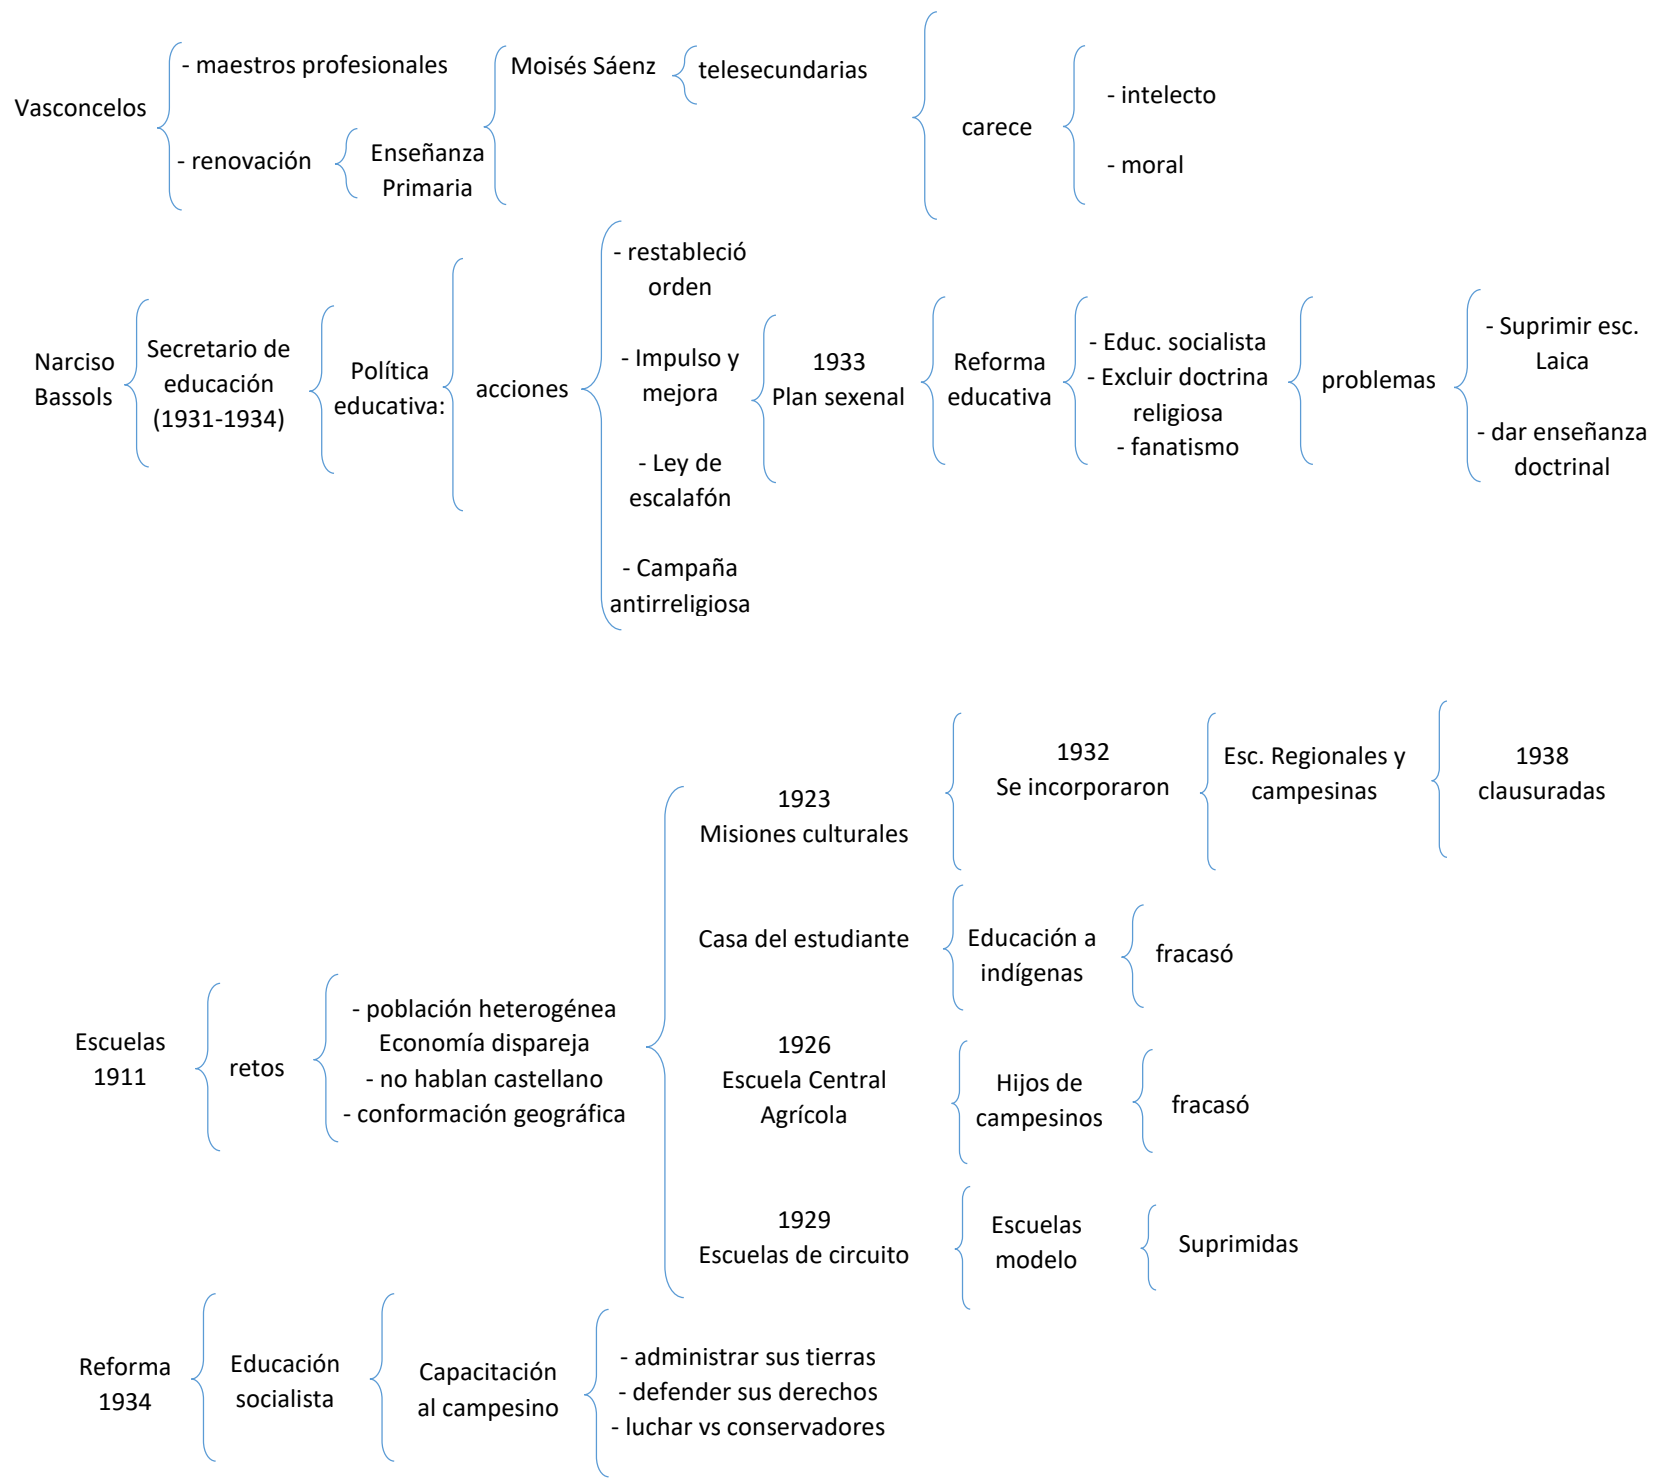 Vasconcelos
- maestros profesionales
- renovación
Enseñanza
Primaria
Moisés Sáenz
telesecundarias
carece
- intelecto
- moral
Narciso
Bassols
Secretario de
educación
(1931-1934)
Política
educativa:
acciones
- restableció
orden
- Impulso y
mejora
- Ley de
escalafón
- Campaña
antirreligiosa
1933
Plan sexenal
Reforma
educativa
- Educ. socialista
- Excluir doctrina
religiosa
- fanatismo
problemas
- Suprimir esc.
Laica
- dar enseñanza
doctrinal
Escuelas
1911
retos
- población heterogénea
Economía dispareja
- no hablan castellano
- conformación geográfica
1923
Misiones culturales
1932
Se incorporaron
Esc. Regionales y
campesinas
1938
clausuradas
Casa del estudiante
Educación a
indígenas
fracasó
1926
Escuela Central
Agrícola
Hijos de
campesinos
fracasó
1929
Escuelas de circuito
Escuelas
modelo
Suprimidas
Reforma
1934
Educación
socialista
Capacitación
al campesino
- administrar sus tierras
- defender sus derechos
- luchar vs conservadores